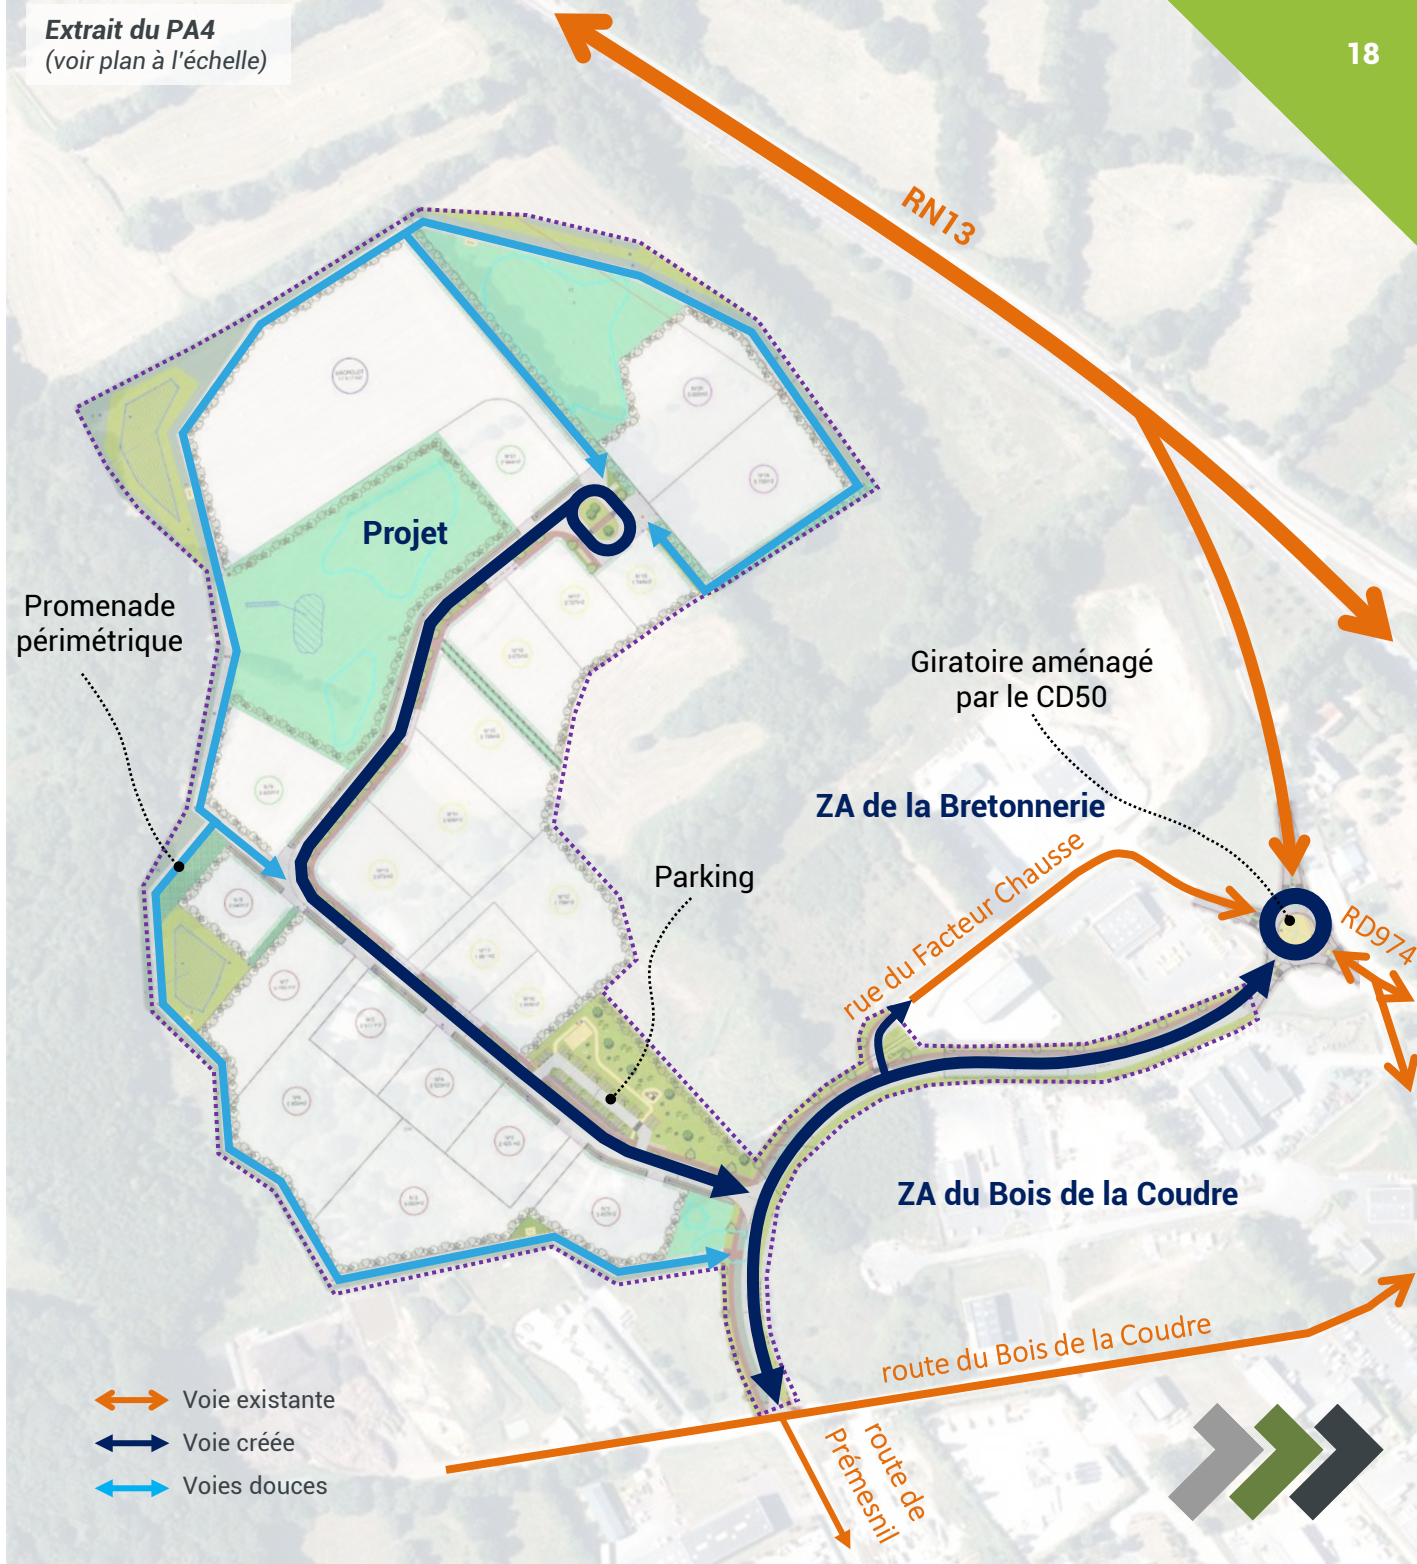 Extrait du PA4
(voir plan à l'échelle)
18
RN13
Projet
Promenade
périmétrique
Giratoire aménagé
par le CD50
ZA de la Bretonnerie
Parking
rue du Facteur Chausse
RD974
ZA du Bois de la Coudre
route du Bois de la Coudre
route de
Prémesnil
Voie existante
Voie créée
Voies douces